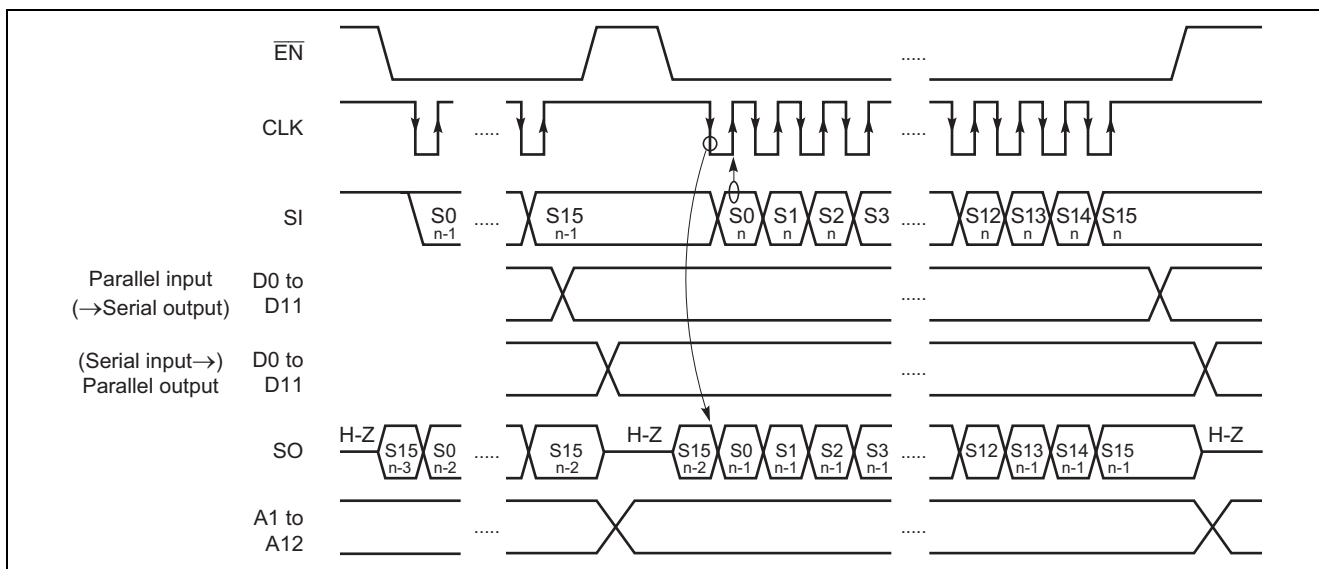 EN
.....
CLK
..... .....
SI
S0 ..... S15 S0 S1 S2 S3 ..... S12 S13 S14 S15
n-1 n-1 n n n n n n n
Parallel input D0 to
(→Serial output) D11
.....
(Serial input→) D0 to
Parallel output D11
.....
SO
H-Z S15 S0 ..... S15 H-Z S15 S0 S1 S2 S3 ..... S12 S13 S14 S15 H-Z
n-3 n-2 n-2 n-2 n-1 n-1 n-1 n-1 n-1 n-1 n-1
A1 to
A12
..... .....